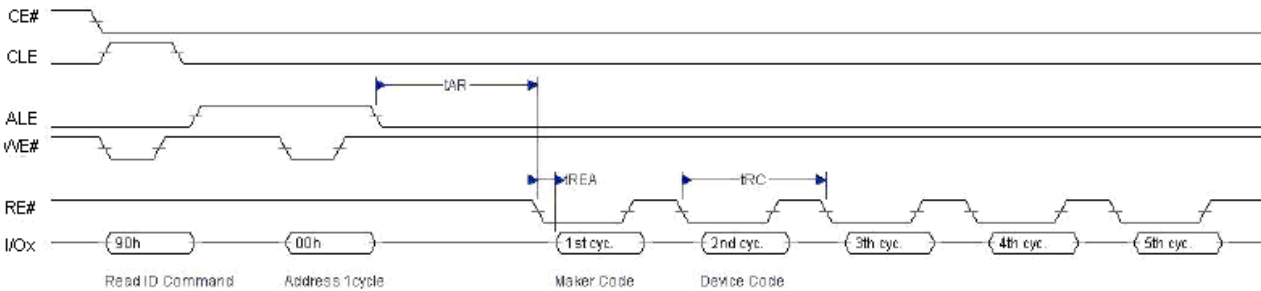 CE#
CLE
tAR
ALE
WE#
tREA
tRC
RE#
I/Ox
90h
00h
1st cyc.
2nd cyc.
3th cyc.
4th cyc.
5th cyc.
Read ID Command
Address 1cycle
Maker Code
Device Code